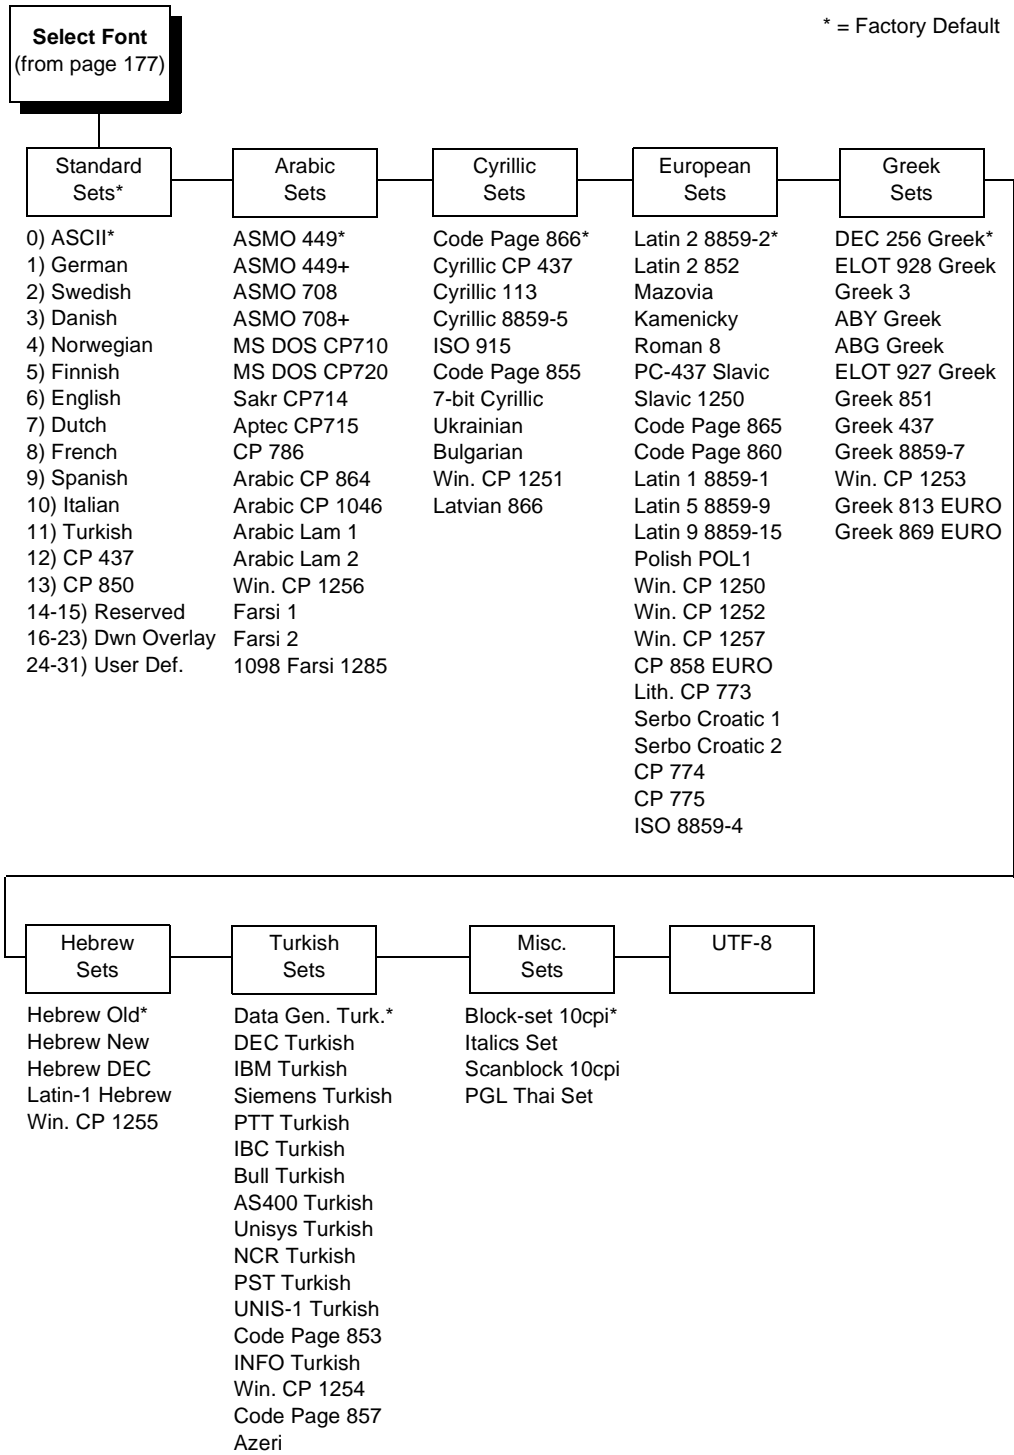 Select Font
(from page 177)
* = Factory Default
Standard
Sets*
0) ASCII*
1) German
2) Swedish
3) Danish
4) Norwegian
5) Finnish
6) English
7) Dutch
8) French
9) Spanish
10) Italian
11) Turkish
12) CP 437
13) CP 850
14-15) Reserved
16-23) Dwn Overlay
24-31) User Def.
Arabic
Sets
ASMO 449*
ASMO 449+
ASMO 708
ASMO 708+
MS DOS CP710
MS DOS CP720
Sakr CP714
Aptec CP715
CP 786
Arabic CP 864
Arabic CP 1046
Arabic Lam 1
Arabic Lam 2
Win. CP 1256
Farsi 1
Farsi 2
1098 Farsi 1285
Cyrillic
Sets
Code Page 866*
Cyrillic CP 437
Cyrillic 113
Cyrillic 8859-5
ISO 915
Code Page 855
7-bit Cyrillic
Ukrainian
Bulgarian
Win. CP 1251
Latvian 866
European
Sets
Latin 2 8859-2*
Latin 2 852
Mazovia
Kamenicky
Roman 8
PC-437 Slavic
Slavic 1250
Code Page 865
Code Page 860
Latin 1 8859-1
Latin 5 8859-9
Latin 9 8859-15
Polish POL1
Win. CP 1250
Win. CP 1252
Win. CP 1257
CP 858 EURO
Lith. CP 773
Serbo Croatic 1
Serbo Croatic 2
CP 774
CP 775
ISO 8859-4
Greek
Sets
DEC 256 Greek*
ELOT 928 Greek
Greek 3
ABY Greek
ABG Greek
ELOT 927 Greek
Greek 851
Greek 437
Greek 8859-7
Win. CP 1253
Greek 813 EURO
Greek 869 EURO
Hebrew
Sets
Hebrew Old*
Hebrew New
Hebrew DEC
Latin-1 Hebrew
Win. CP 1255
Turkish
Sets
Data Gen. Turk.*
DEC Turkish
IBM Turkish
Siemens Turkish
PTT Turkish
IBC Turkish
Bull Turkish
AS400 Turkish
Unisys Turkish
NCR Turkish
PST Turkish
UNIS-1 Turkish
Code Page 853
INFO Turkish
Win. CP 1254
Code Page 857
Azeri
Misc.
Sets
Block-set 10cpi*
Italics Set
Scanblock 10cpi
PGL Thai Set
UTF-8